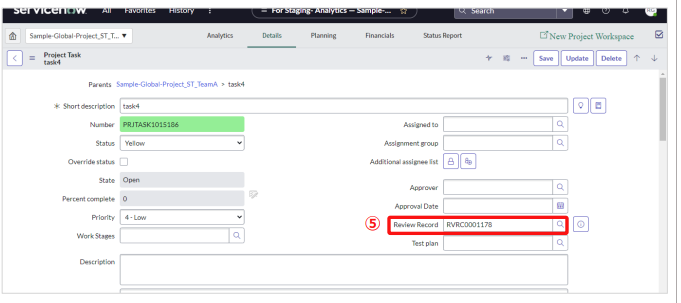 servicenow All Favorites History For Staging- Analytics — Sample-... Search RG
Sample-Global-Project_ST_T... Analytics Details Planning Financials Status Report New Project Workspace
Project Task
task4
Save Update Delete
Parents Sample-Global-Project_ST_TeamA > task4
Short description task4
Number PRJTASK1015186
Assigned to
Status Yellow
Assignment group
Override status
Additional assignee list
State Open
Approver
Percent complete 0
Approval Date
Priority 4 - Low
⑤ Review Record RVRC0001178
Work Stages
Test plan
Description